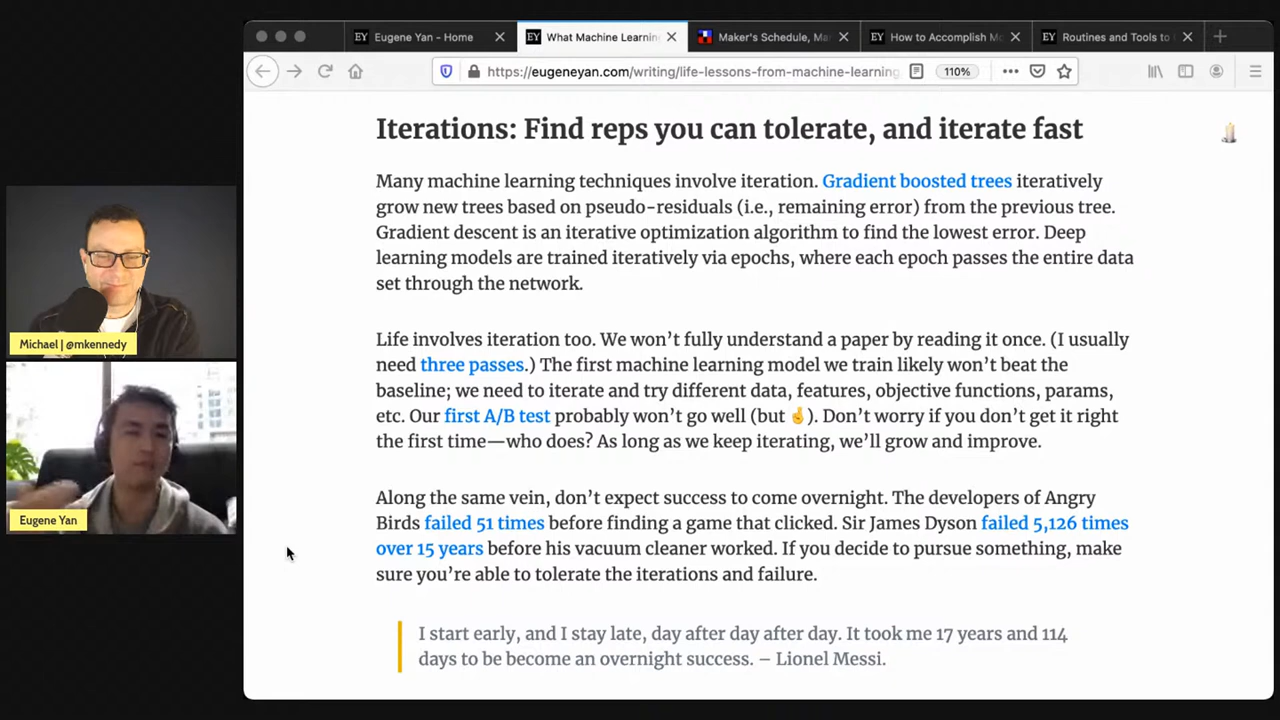 Eugene Yan - Home
What Machine Learnin
Maker's Schedule, Ma
How to Accomplish Mo
Routines and Tools to
https://eugeneyan.com/writing/life-lessons-from-machine-learning
110%
Iterations: Find reps you can tolerate, and iterate fast
Many machine learning techniques involve iteration. Gradient boosted trees iteratively
grow new trees based on pseudo-residuals (i.e., remaining error) from the previous tree.
Gradient descent is an iterative optimization algorithm to find the lowest error. Deep
learning models are trained iteratively via epochs, where each epoch passes the entire data
set through the network.
Life involves iteration too. We won’t fully understand a paper by reading it once. (I usually
need three passes.) The first machine learning model we train likely won’t beat the
baseline; we need to iterate and try different data, features, objective functions, params,
etc. Our first A/B test probably won’t go well (but 🤞). Don’t worry if you don’t get it right
the first time—who does? As long as we keep iterating, we’ll grow and improve.
Along the same vein, don’t expect success to come overnight. The developers of Angry
Birds failed 51 times before finding a game that clicked. Sir James Dyson failed 5,126 times
over 15 years before his vacuum cleaner worked. If you decide to pursue something, make
sure you’re able to tolerate the iterations and failure.
I start early, and I stay late, day after day after day. It took me 17 years and 114
days to be become an overnight success. – Lionel Messi.
Michael | @mkennedy
Eugene Yan